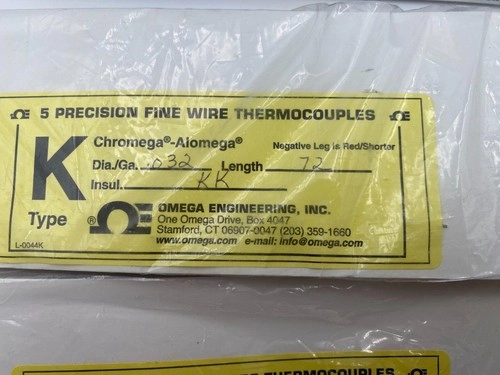 5 PRECISION FINE WIRE THERMOCOUPLES
K
Type
Chromega®-Alomega® Negative Leg is Red/Shorter
Dia./Ga. .032 Length 72
Insul. KK
® OMEGA ENGINEERING, INC.
One Omega Drive, Box 4047
Stamford, CT 06907-0047 (203) 359-1660
www.omega.com e-mail: info@omega.com
L-0044K
THERMOCOUPLES